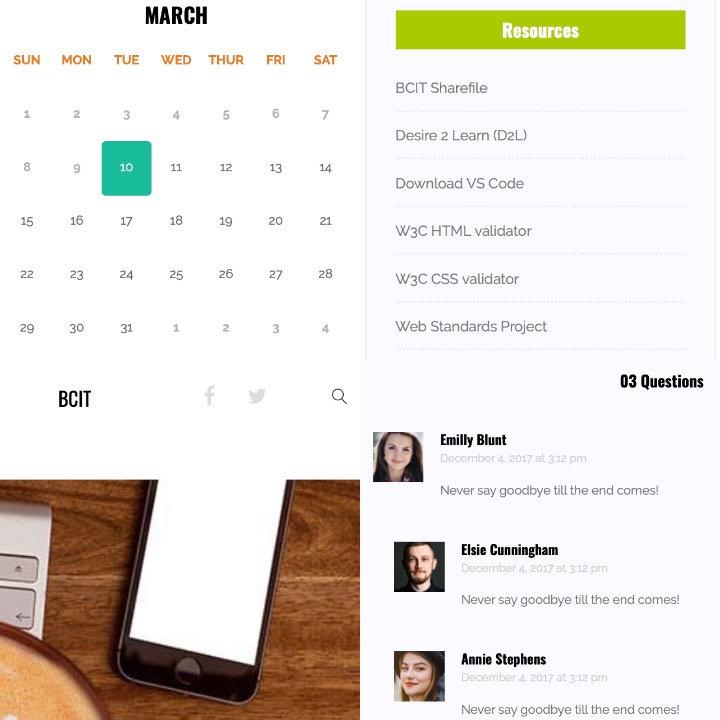 MARCH
SUN MON TUE WED THUR FRI SAT
1 2 3 4 5 6 7
8 9 10 11 12 13 14
15 16 17 18 19 20 21
22 23 24 25 26 27 28
29 30 31 1 2 3 4
Resources
BCIT Sharefile
Desire 2 Learn (D2L)
Download VS Code
W3C HTML validator
W3C CSS validator
Web Standards Project
BCIT
03 Questions
Emilly Blunt
December 4, 2017 at 3:12 pm
Never say goodbye till the end comes!
Elsie Cunningham
December 4, 2017 at 3:12 pm
Never say goodbye till the end comes!
Annie Stephens
December 4, 2017 at 3:12 pm
Never say goodbye till the end comes!